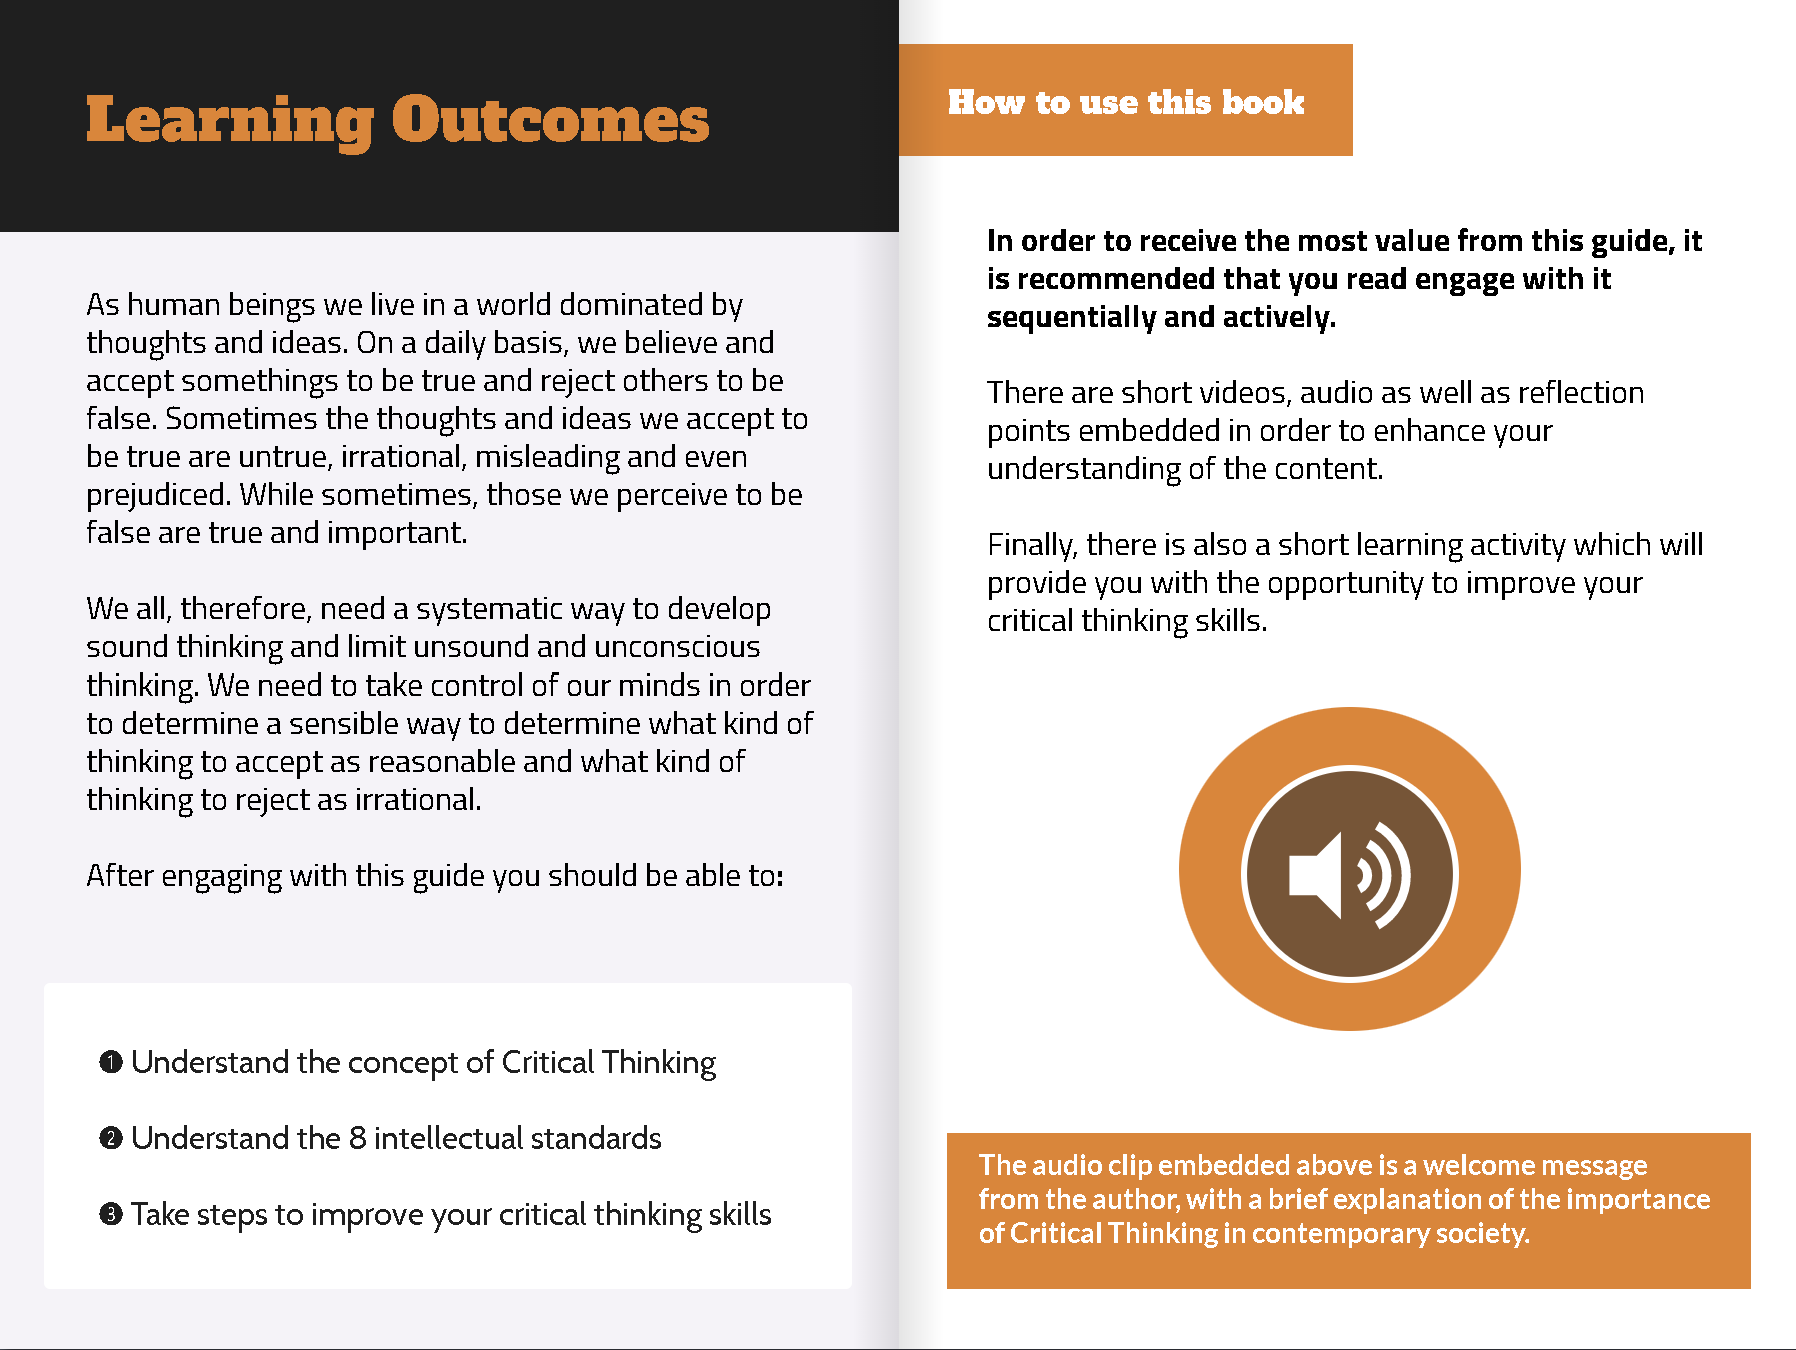 Learning Outcomes
As human beings we live in a world dominated by
thoughts and ideas. On a daily basis, we believe and
accept somethings to be true and reject others to be
false. Sometimes the thoughts and ideas we accept to
be true are untrue, irrational, misleading and even
prejudiced. While sometimes, those we perceive to be
false are true and important.
We all, therefore, need a systematic way to develop
sound thinking and limit unsound and unconscious
thinking. We need to take control of our minds in order
to determine a sensible way to determine what kind of
thinking to accept as reasonable and what kind of
thinking to reject as irrational.
After engaging with this guide you should be able to:
❶ Understand the concept of Critical Thinking
❷ Understand the 8 intellectual standards
❸ Take steps to improve your critical thinking skills
How to use this book
In order to receive the most value from this guide, it
is recommended that you read engage with it
sequentially and actively.
There are short videos, audio as well as reflection
points embedded in order to enhance your
understanding of the content.
Finally, there is also a short learning activity which will
provide you with the opportunity to improve your
critical thinking skills.
The audio clip embedded above is a welcome message
from the author, with a brief explanation of the importance
of Critical Thinking in contemporary society.